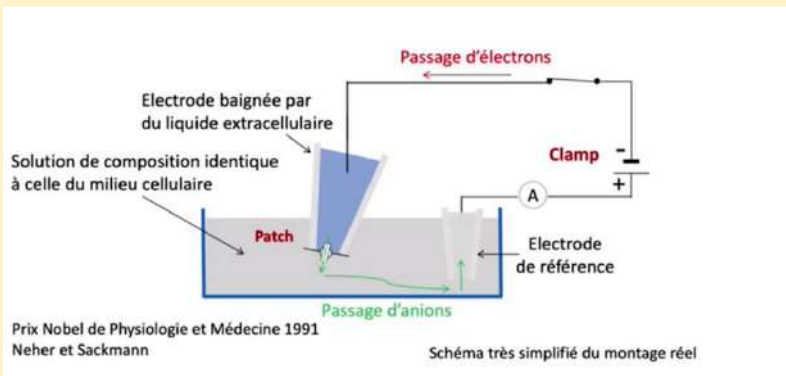 Passage d'électrons
Electrode baignée par
du liquide extracellulaire
Clamp
-
+
A
Solution de composition identique
à celle du milieu cellulaire
Patch
Electrode
de référence
Passage d'anions
Prix Nobel de Physiologie et Médecine 1991
Neher et Sackmann
Schéma très simplifié du montage réel